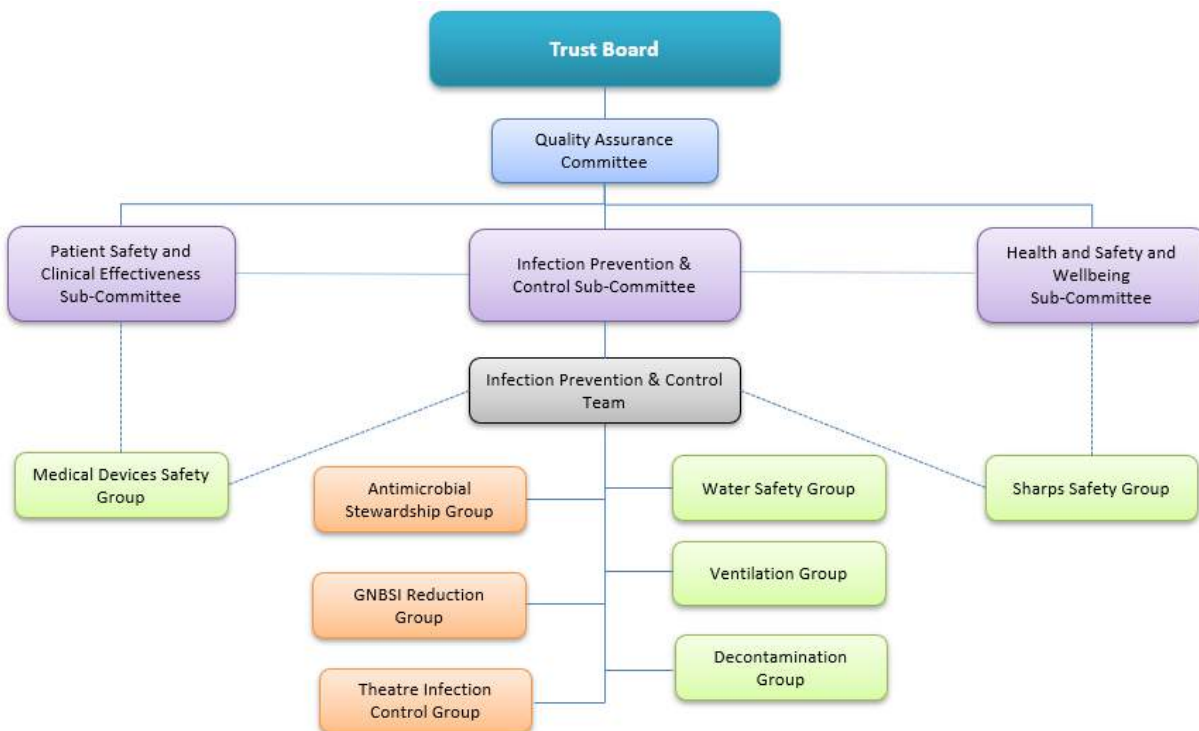 Trust Board
Quality Assurance
Committee
Patient Safety and
Clinical Effectiveness
Sub-Committee
Infection Prevention &
Control Sub-Committee
Health and Safety and
Wellbeing
Sub-Committee
Infection Prevention & Control
Team
Medical Devices Safety
Group
Antimicrobial
Stewardship Group
Water Safety Group
Sharps Safety Group
GNBSI Reduction
Group
Ventilation Group
Theatre Infection
Control Group
Decontamination
Group